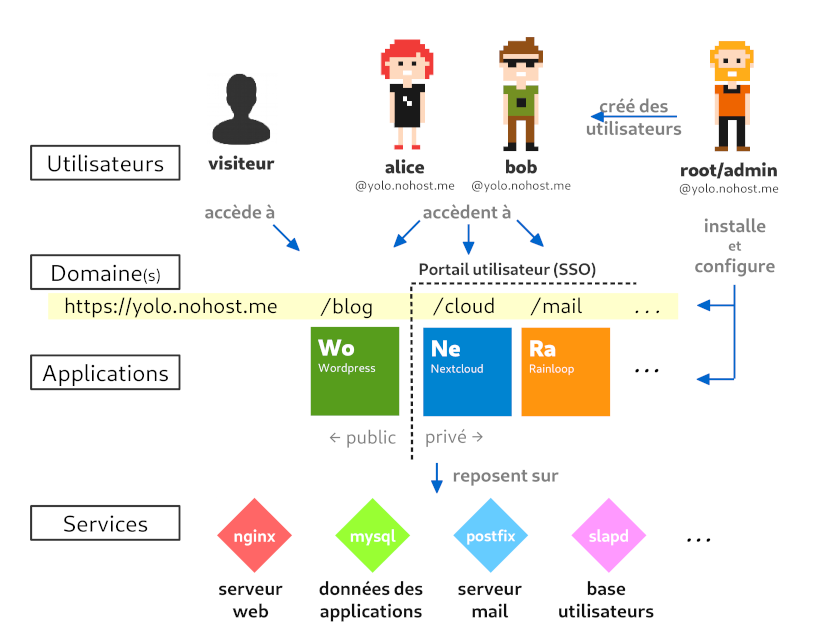 créé des
utilisateurs
Utilisateurs
visiteur
alice
@yolo.nohost.me
bob
@yolo.nohost.me
root/admin
@yolo.nohost.me
accède à
accèdent à
installe
et
configure
Domaine(s)
Portail utilisateur (SSO)
https://yolo.nohost.me /blog /cloud /mail ...
Applications
Wo
Wordpress
Ne
Nextcloud
Ra
Rainloop
...
← public
privé →
reposent sur
Services
nginx
mysql
postfix
slapd
...
serveur
web
données des
applications
serveur
mail
base
utilisateurs